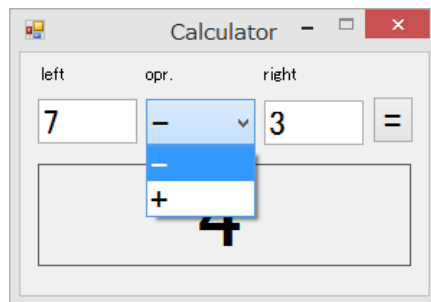 Calculator
left opr. right
7 − 3 =
−
+
4